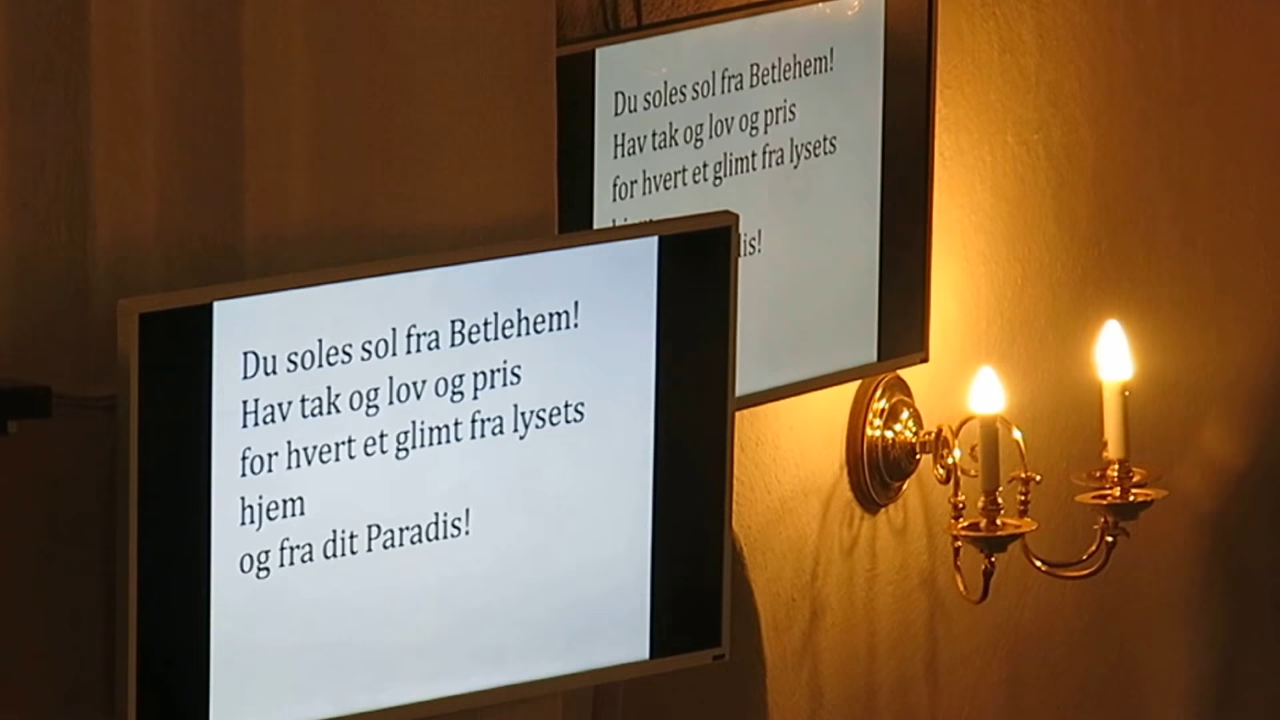 Du soles sol fra Betlehem!
Hav tak og lov og pris
for hvert et glimt fra lysets
hjem
og fra dit Paradis!
Du soles sol fra Betlehem!
Hav tak og lov og pris
for hvert et glimt fra lysets